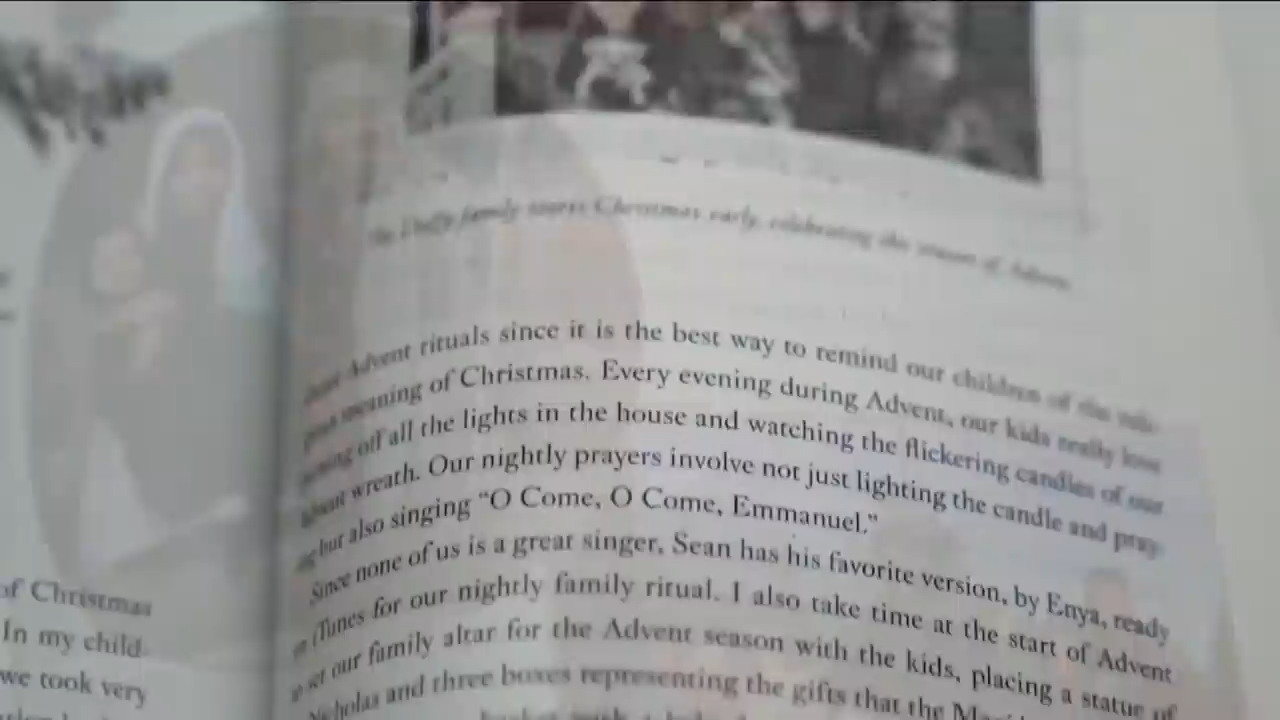 of Christmas
In my child-
we took very
Duffy family starts Christmas early, celebrating the season of Advent.
Advent rituals since it is the best way to remind our children of the
meaning of Christmas. Every evening during Advent, our kids really love
off all the lights in the house and watching the flickering candles of our
wreath. Our nightly prayers involve not just lighting the candle and pray-
but also singing “O Come, O Come, Emmanuel.”
Since none of us is a great singer, Sean has his favorite version, by Enya, ready
iTunes for our nightly family ritual. I also take time at the start of Advent
set our family altar for the Advent season with the kids, placing a statue of
Nicholas and three boxes representing the gifts that the